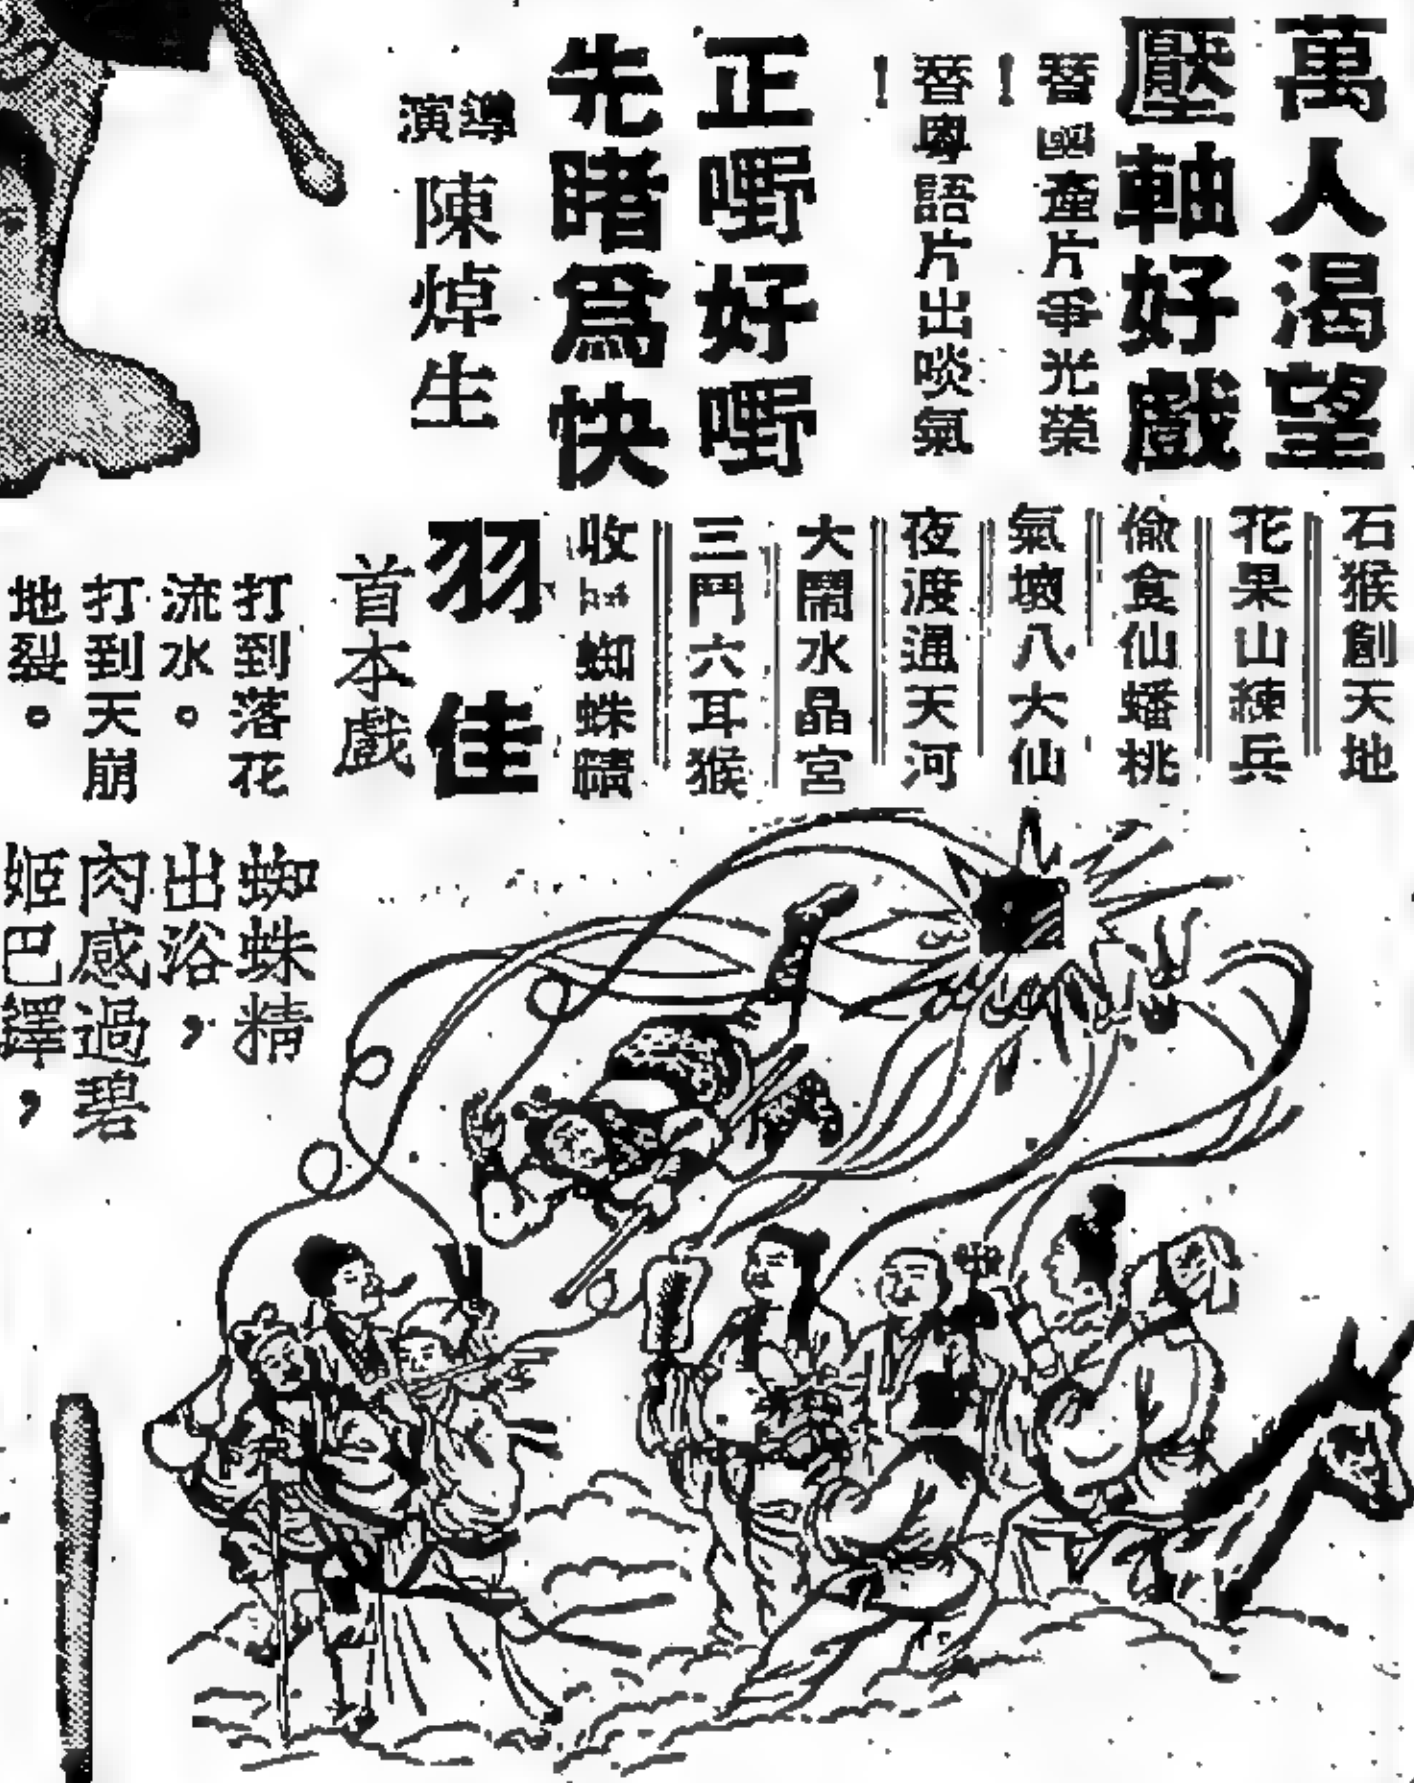 萬人渴望
壓軸好戲
替國產片爭光榮!
替粵語片出啖氣!
正嘢好嘢
先睹爲快
導演
陳焯生
石猴創天地
花果山練兵
偸食仙蟠桃
氣壞八大仙
夜渡通天河
大鬧水晶宮
三鬥六耳猴
收 蜘蛛精
羽佳
首本戲
打到落花
流水。
打到天崩
地裂。
蜘蛛精
出浴,
肉感過碧
姬巴鐸,